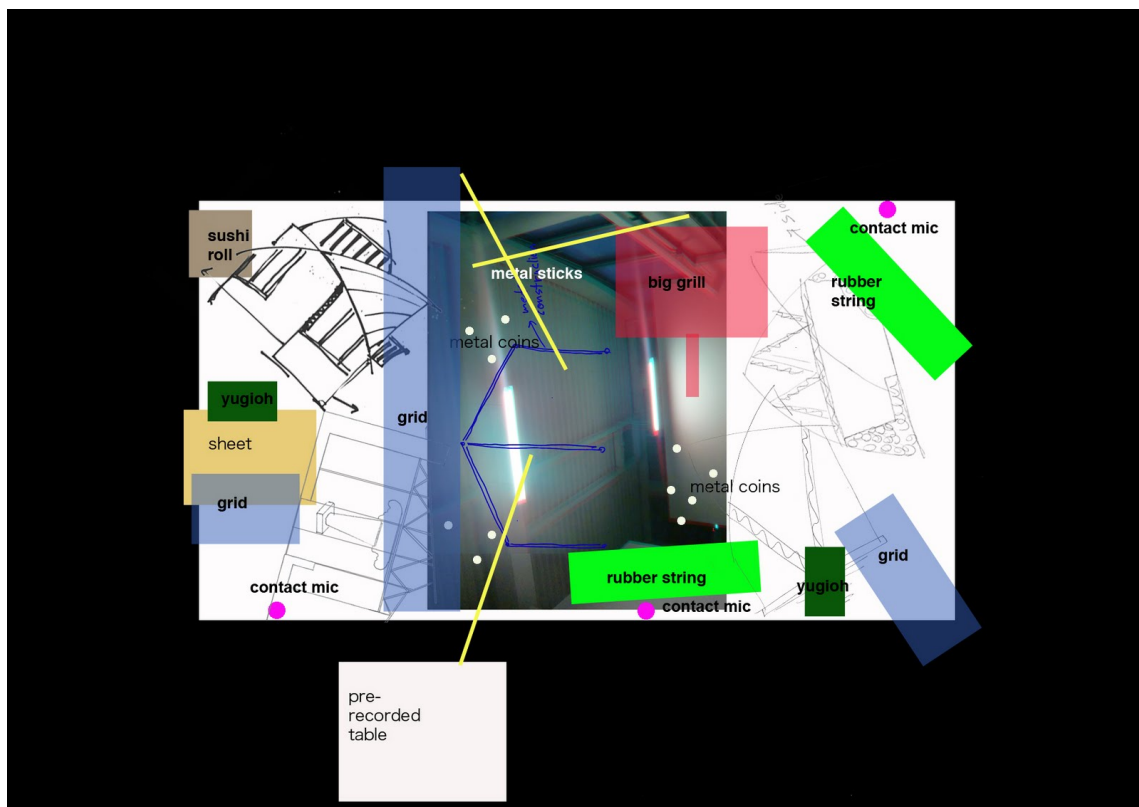 contact mic
sushi
roll
metal sticks
big grill
rubber
string
metal coins
yugioh
grid
sheet
metal coins
grid
grid
rubber string
yugioh
contact mic
contact mic
pre-
recorded
table